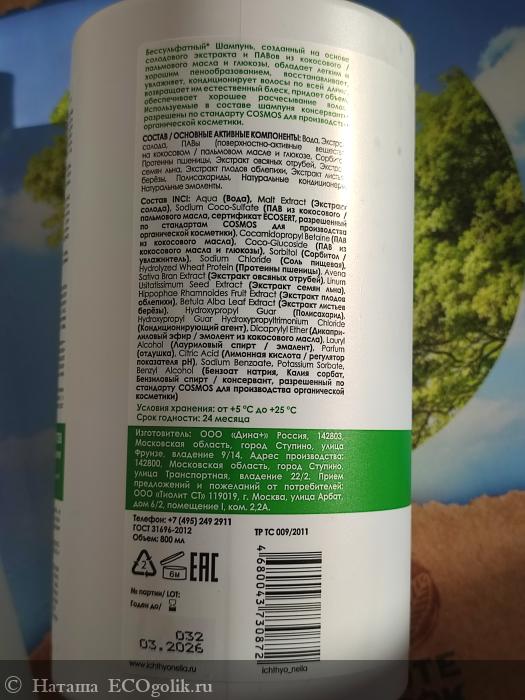 Бессульфатный* Шампунь, созданный на основе
солодового экстракта и ПАВов из кокосового /
пальмового масла и глюкозы, обладает легким и
хорошим пенообразованием, восстанавливает,
увлажняет, кондиционирует волосы по всей длине,
возвращает им естественный блеск, придает объем,
обеспечивает хорошее расчесывание волос.
Используемые в составе шампуня консерванты
разрешены по стандарту COSMOS для производства
органической косметики.
СОСТАВ / ОСНОВНЫЕ АКТИВНЫЕ КОМПОНЕНТЫ: Вода, Экстракт
солода, ПАВы (поверхностно-активные вещества
на кокосовом / пальмовом масле и глюкозе, Сорбитол,
Протеины пшеницы, Экстракт овсяных отрубей, Экстракт
семян льна, Экстракт плодов облепихи, Экстракт листьев
берёзы, Полисахариды, Натуральные кондиционеры,
Натуральные эмоленты.
Состав INCI: Aqua (Вода), Malt Extract (Экстракт
солода), Sodium Coco-Sulfate (ПАВ из кокосового /
пальмового масла, сертификат ECOSERT, разрешенный
по стандартам COSMOS для производства
органической косметики), Cocamidopropyl Betaine (ПАВ
из кокосового масла), Coco-Glucoside (ПАВ из
кокосового масла и глюкозы), Sorbitol (Сорбитол /
увлажнитель), Sodium Chloride (Соль пищевая),
Hydrolyzed Wheat Protein (Протеины пшеницы), Avena
Sativa Bran Extract (Экстракт овсяных отрубей), Linum
Usitatissimum Seed Extract (Экстракт семян льна),
Hippophae Rhamnoides Fruit Extract (Экстракт плодов
облепихи), Betula Alba Leaf Extract (Экстракт листьев
берёзы), Hydroxypropyl Guar (Полисахарид),
Hydroxypropyl Guar Hydroxypropyltrimonium Chloride
(Кондиционирующий агент), Dicaprylyl Ether (Дикапри-
лиловый эфир / эмолент из кокосового масла), Lauryl
Alcohol (Лауриловый спирт / эмалент), Parfum
(отдушка), Citric Acid (Лимонная кислота / регулятор
показателя pH), Sodium Benzoate, Potassium Sorbate,
Benzyl Alcohol (Бензоат натрия, Калия сорбат,
Бензиловый спирт / консервант, разрешенный по
стандарту COSMOS для производства органической
косметики)
Условия хранения: от +5 °C до +25 °C
Срок годности: 24 месяца
Изготовитель: ООО «Дина+» Россия, 142803,
Московская область, город Ступино, улица
Фрунзе, владение 9/14. Адрес производства:
142800, Московская область, город Ступино,
улица Транспортная, владение 22/2. Прием
предложений и пожеланий от потребителей:
ООО «Тиолит СТ» 119019, г. Москва, улица Арбат,
дом 6/2, помещение I, ком. 2,2А.
Телефон: +7 (495) 249 2911
ГОСТ 31696-2012
Объем: 800 мл
ТР ТС 009/2011
2
6М
EAC
№ партии/ LOT:
Годен до/
032
03.2026
www.ichthyonella.ru
4 680043 730872
ichthyo_nella
© Наташа ECOgolik.ru